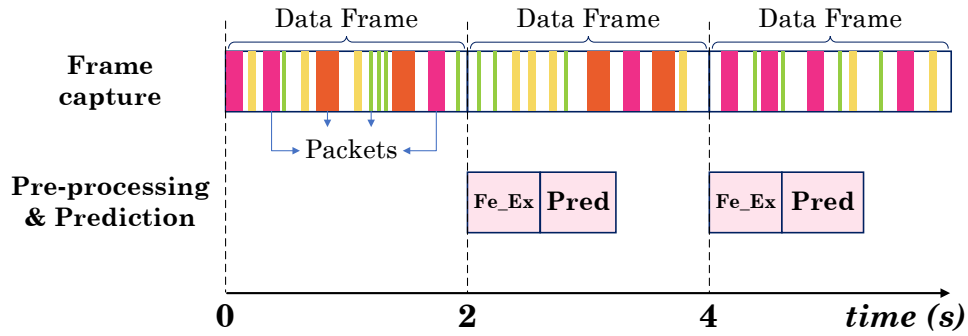 Data Frame
Data Frame
Data Frame
Frame
capture
Packets
Pre-processing
& Prediction
Fe_Ex
Pred
Fe_Ex
Pred
0
2
4
time (s)